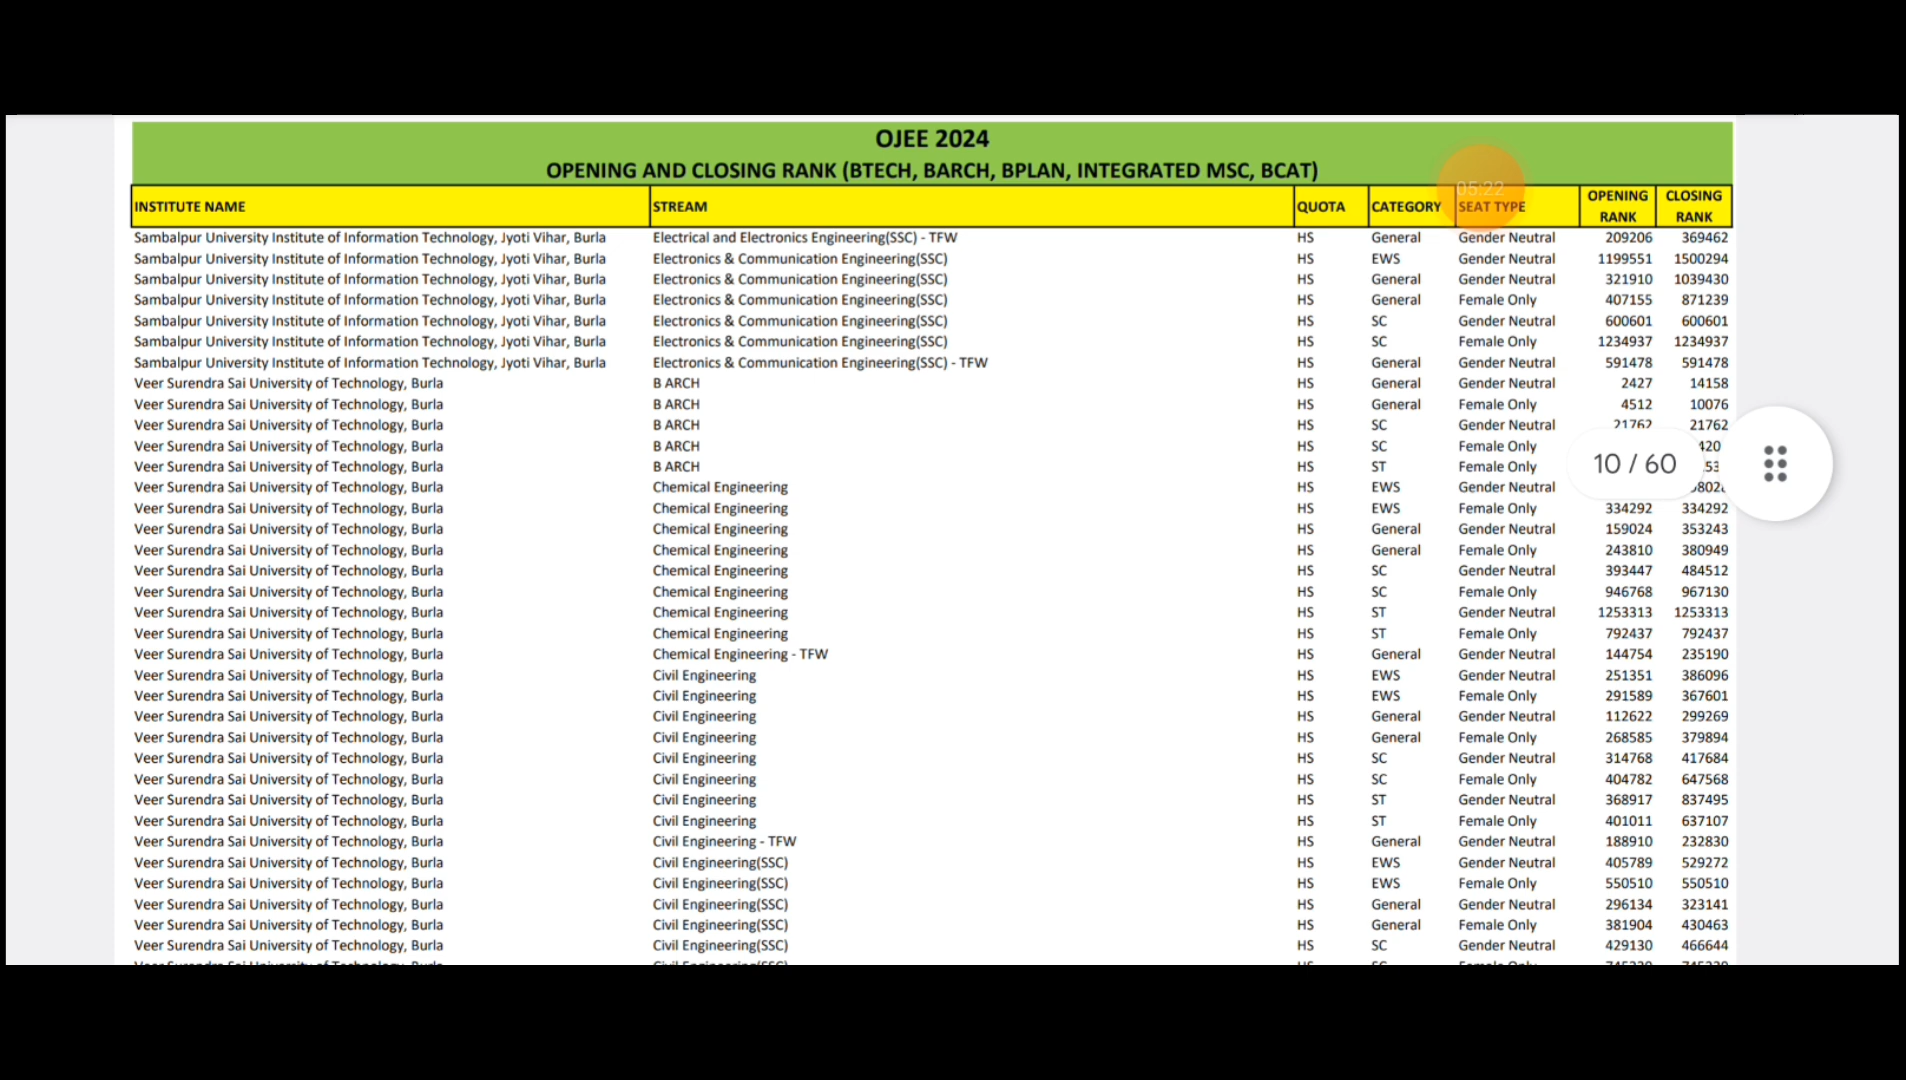 OJEE 2024
OPENING AND CLOSING RANK (BTECH, BARCH, BPLAN, INTEGRATED MSC, BCAT)
INSTITUTE NAME STREAM QUOTA CATEGORY SEAT TYPE OPENING RANK CLOSING RANK
05:22
Sambalpur University Institute of Information Technology, Jyoti Vihar, Burla Electrical and Electronics Engineering(SSC) - TFW HS General Gender Neutral 209206 369462
Sambalpur University Institute of Information Technology, Jyoti Vihar, Burla Electronics & Communication Engineering(SSC) HS EWS Gender Neutral 1199551 1500294
Sambalpur University Institute of Information Technology, Jyoti Vihar, Burla Electronics & Communication Engineering(SSC) HS General Gender Neutral 321910 1039430
Sambalpur University Institute of Information Technology, Jyoti Vihar, Burla Electronics & Communication Engineering(SSC) HS General Female Only 407155 871239
Sambalpur University Institute of Information Technology, Jyoti Vihar, Burla Electronics & Communication Engineering(SSC) HS SC Gender Neutral 600601 600601
Sambalpur University Institute of Information Technology, Jyoti Vihar, Burla Electronics & Communication Engineering(SSC) HS SC Female Only 1234937 1234937
Sambalpur University Institute of Information Technology, Jyoti Vihar, Burla Electronics & Communication Engineering(SSC) - TFW HS General Gender Neutral 591478 591478
Veer Surendra Sai University of Technology, Burla B ARCH HS General Gender Neutral 2427 14158
Veer Surendra Sai University of Technology, Burla B ARCH HS General Female Only 4512 10076
Veer Surendra Sai University of Technology, Burla B ARCH HS SC Gender Neutral 21762 21762
Veer Surendra Sai University of Technology, Burla B ARCH HS SC Female Only
Veer Surendra Sai University of Technology, Burla B ARCH HS ST Female Only
10 / 60
Veer Surendra Sai University of Technology, Burla Chemical Engineering HS EWS Gender Neutral
Veer Surendra Sai University of Technology, Burla Chemical Engineering HS EWS Female Only 334292 334292
Veer Surendra Sai University of Technology, Burla Chemical Engineering HS General Gender Neutral 159024 353243
Veer Surendra Sai University of Technology, Burla Chemical Engineering HS General Female Only 243810 380949
Veer Surendra Sai University of Technology, Burla Chemical Engineering HS SC Gender Neutral 393447 484512
Veer Surendra Sai University of Technology, Burla Chemical Engineering HS SC Female Only 946768 967130
Veer Surendra Sai University of Technology, Burla Chemical Engineering HS ST Gender Neutral 1253313 1253313
Veer Surendra Sai University of Technology, Burla Chemical Engineering HS ST Female Only 792437 792437
Veer Surendra Sai University of Technology, Burla Chemical Engineering - TFW HS General Gender Neutral 144754 235190
Veer Surendra Sai University of Technology, Burla Civil Engineering HS EWS Gender Neutral 251351 386096
Veer Surendra Sai University of Technology, Burla Civil Engineering HS EWS Female Only 291589 367601
Veer Surendra Sai University of Technology, Burla Civil Engineering HS General Gender Neutral 112622 299269
Veer Surendra Sai University of Technology, Burla Civil Engineering HS General Female Only 268585 379894
Veer Surendra Sai University of Technology, Burla Civil Engineering HS SC Gender Neutral 314768 417684
Veer Surendra Sai University of Technology, Burla Civil Engineering HS SC Female Only 404782 647568
Veer Surendra Sai University of Technology, Burla Civil Engineering HS ST Gender Neutral 368917 837495
Veer Surendra Sai University of Technology, Burla Civil Engineering HS ST Female Only 401011 637107
Veer Surendra Sai University of Technology, Burla Civil Engineering - TFW HS General Gender Neutral 188910 232830
Veer Surendra Sai University of Technology, Burla Civil Engineering(SSC) HS EWS Gender Neutral 405789 529272
Veer Surendra Sai University of Technology, Burla Civil Engineering(SSC) HS EWS Female Only 550510 550510
Veer Surendra Sai University of Technology, Burla Civil Engineering(SSC) HS General Gender Neutral 296134 323141
Veer Surendra Sai University of Technology, Burla Civil Engineering(SSC) HS General Female Only 381904 430463
Veer Surendra Sai University of Technology, Burla Civil Engineering(SSC) HS SC Gender Neutral 429130 466644